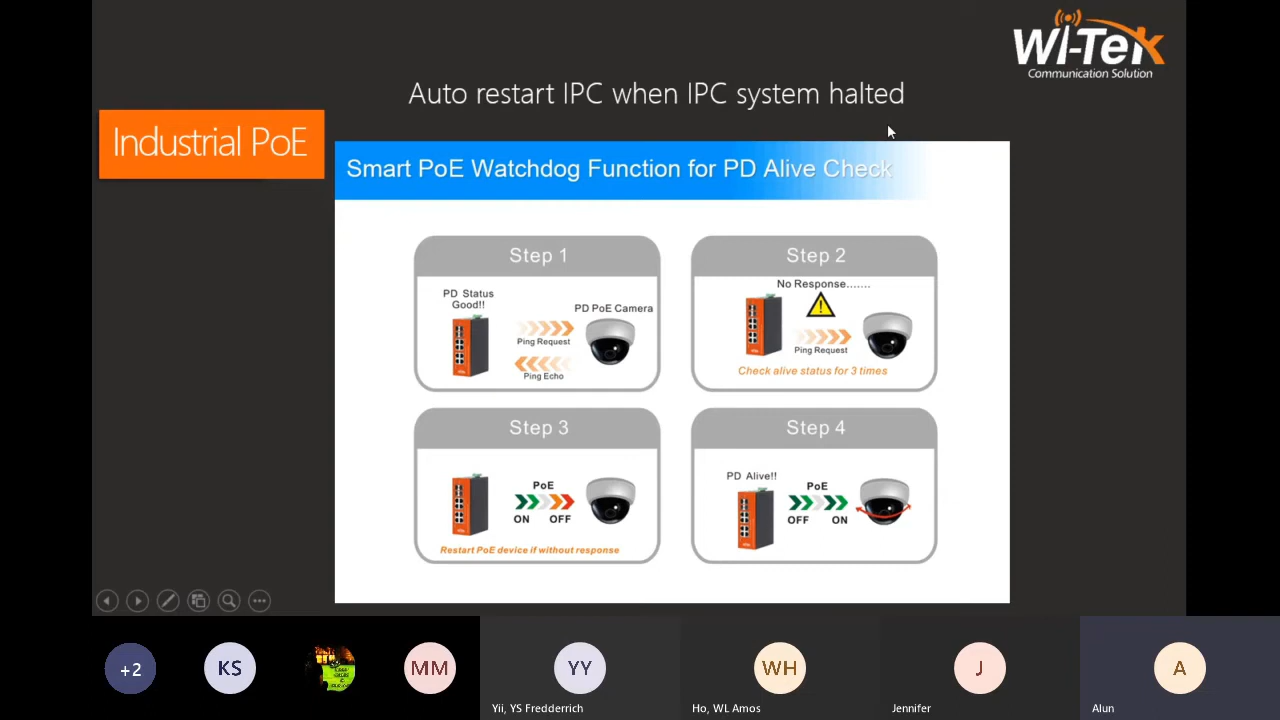 WI-Tek
Communication Solution
Auto restart IPC when IPC system halted
Industrial PoE
Smart PoE Watchdog Function for PD Alive Check
Step 1
PD Status
Good!!
PD PoE Camera
Ping Request
Ping Echo
Step 2
No Response.......
Ping Request
Check alive status for 3 times
Step 3
PoE
ON OFF
Restart PoE device if without response
Step 4
PD Alive!!
PoE
OFF ON
+2
KS
MM
YY
WH
J
A
Yii, YS Fredderrich
Ho, WL Amos
Jennifer
Alun